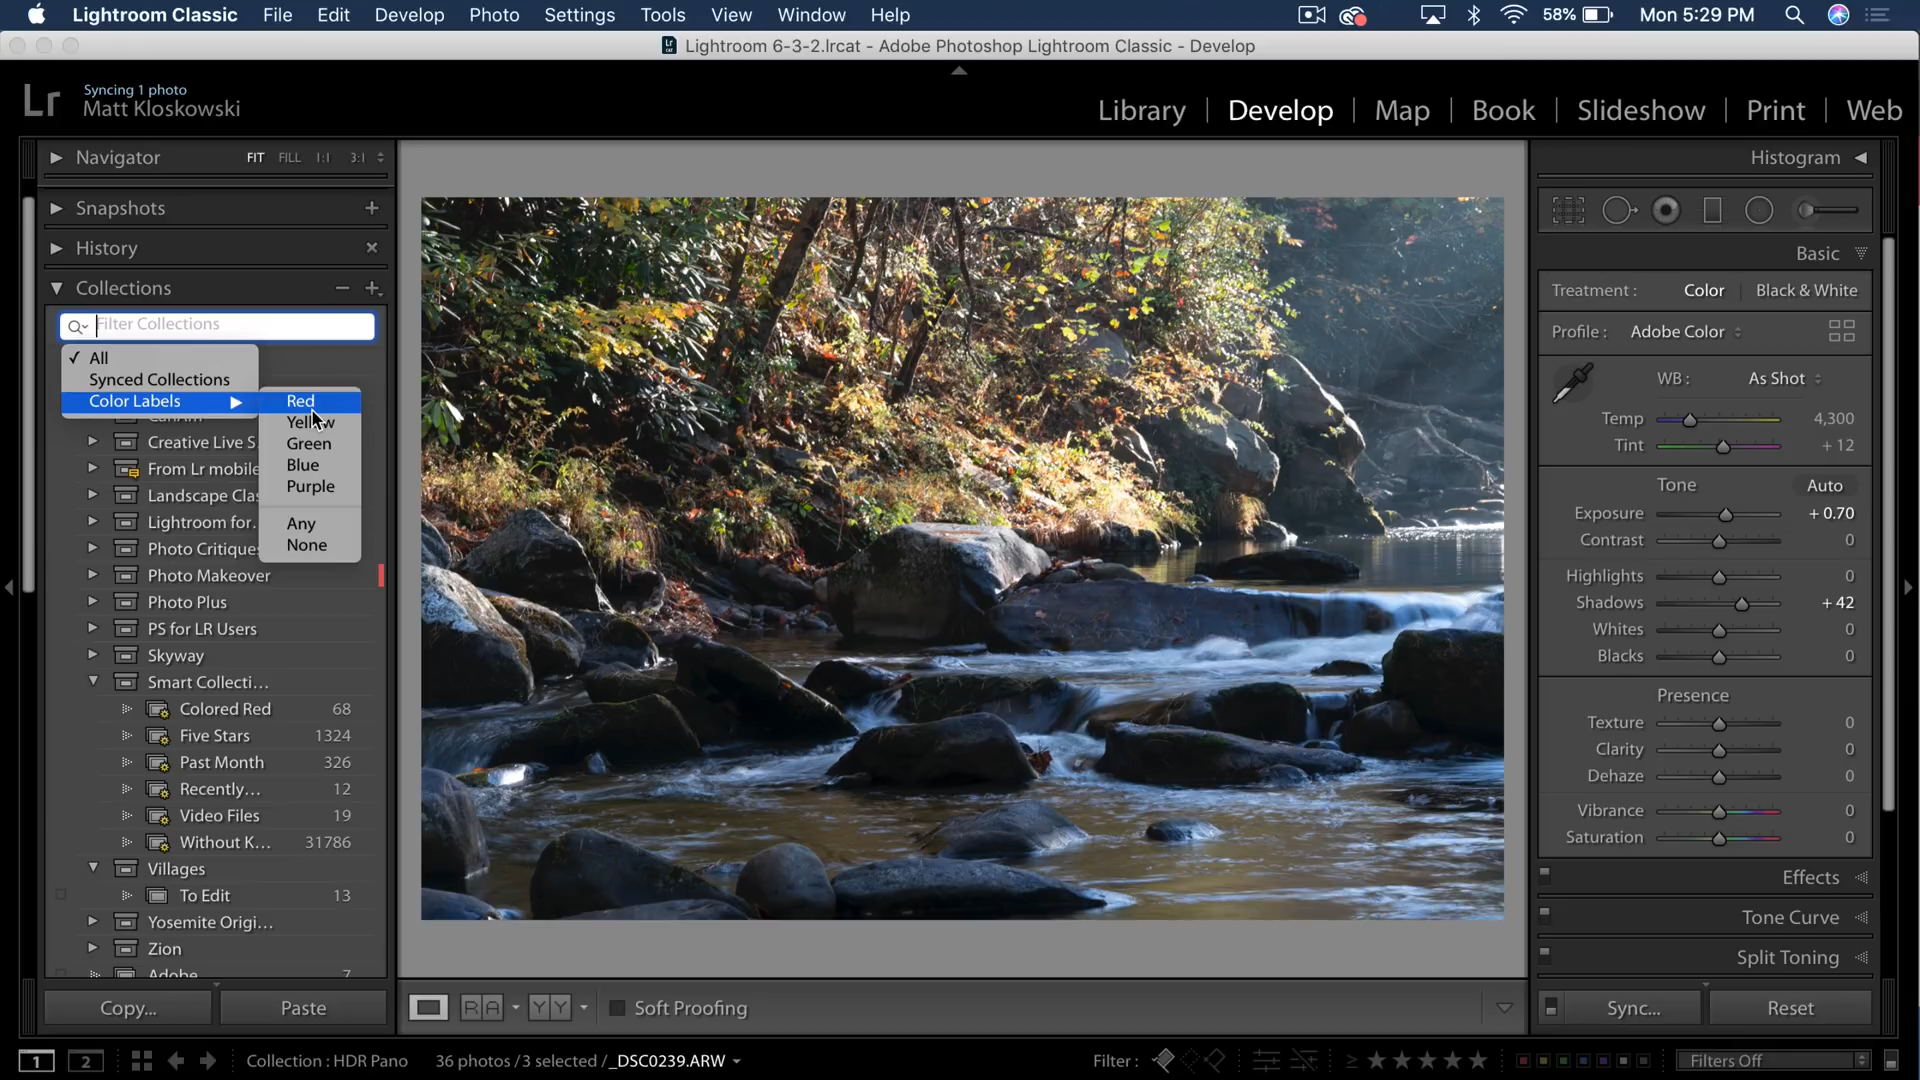 Lightroom Classic File Edit Develop Photo Settings Tools View Window Help 58% Mon 5:29 PM
Lightroom 6-3-2.lrcat - Adobe Photoshop Lightroom Classic - Develop
Lr Syncing 1 photo
Matt Kloskowski
Library | Develop | Map | Book | Slideshow | Print | Web
Navigator FIT FILL 1:1 3:1
Snapshots
History
Collections
Filter Collections
All
Synced Collections
Color Labels
Red
Yellow
Green
Blue
Purple
Any
None
Creative Live S
From Lr mobile
Landscape Clas
Lightroom for.
Photo Critique
Photo Makeover
Photo Plus
PS for LR Users
Skyway
Smart Collecti...
Colored Red 68
Five Stars 1324
Past Month 326
Recently... 12
Video Files 19
Without K... 31786
Villages
To Edit 13
Yosemite Origi...
Zion
Adobe 7
Copy... Paste
Histogram
Basic
Treatment : Color | Black & White
Profile : Adobe Color
WB : As Shot
Temp 4,300
Tint + 12
Tone Auto
Exposure + 0.70
Contrast 0
Highlights 0
Shadows + 42
Whites 0
Blacks 0
Presence
Texture 0
Clarity 0
Dehaze 0
Vibrance 0
Saturation 0
Effects
Tone Curve
Split Toning
Sync... Reset
R A Y Y Soft Proofing
1 2 Collection : HDR Pano 36 photos /3 selected /_DSC0239.ARW Filter : ≥ ★★★★★ Filters Off